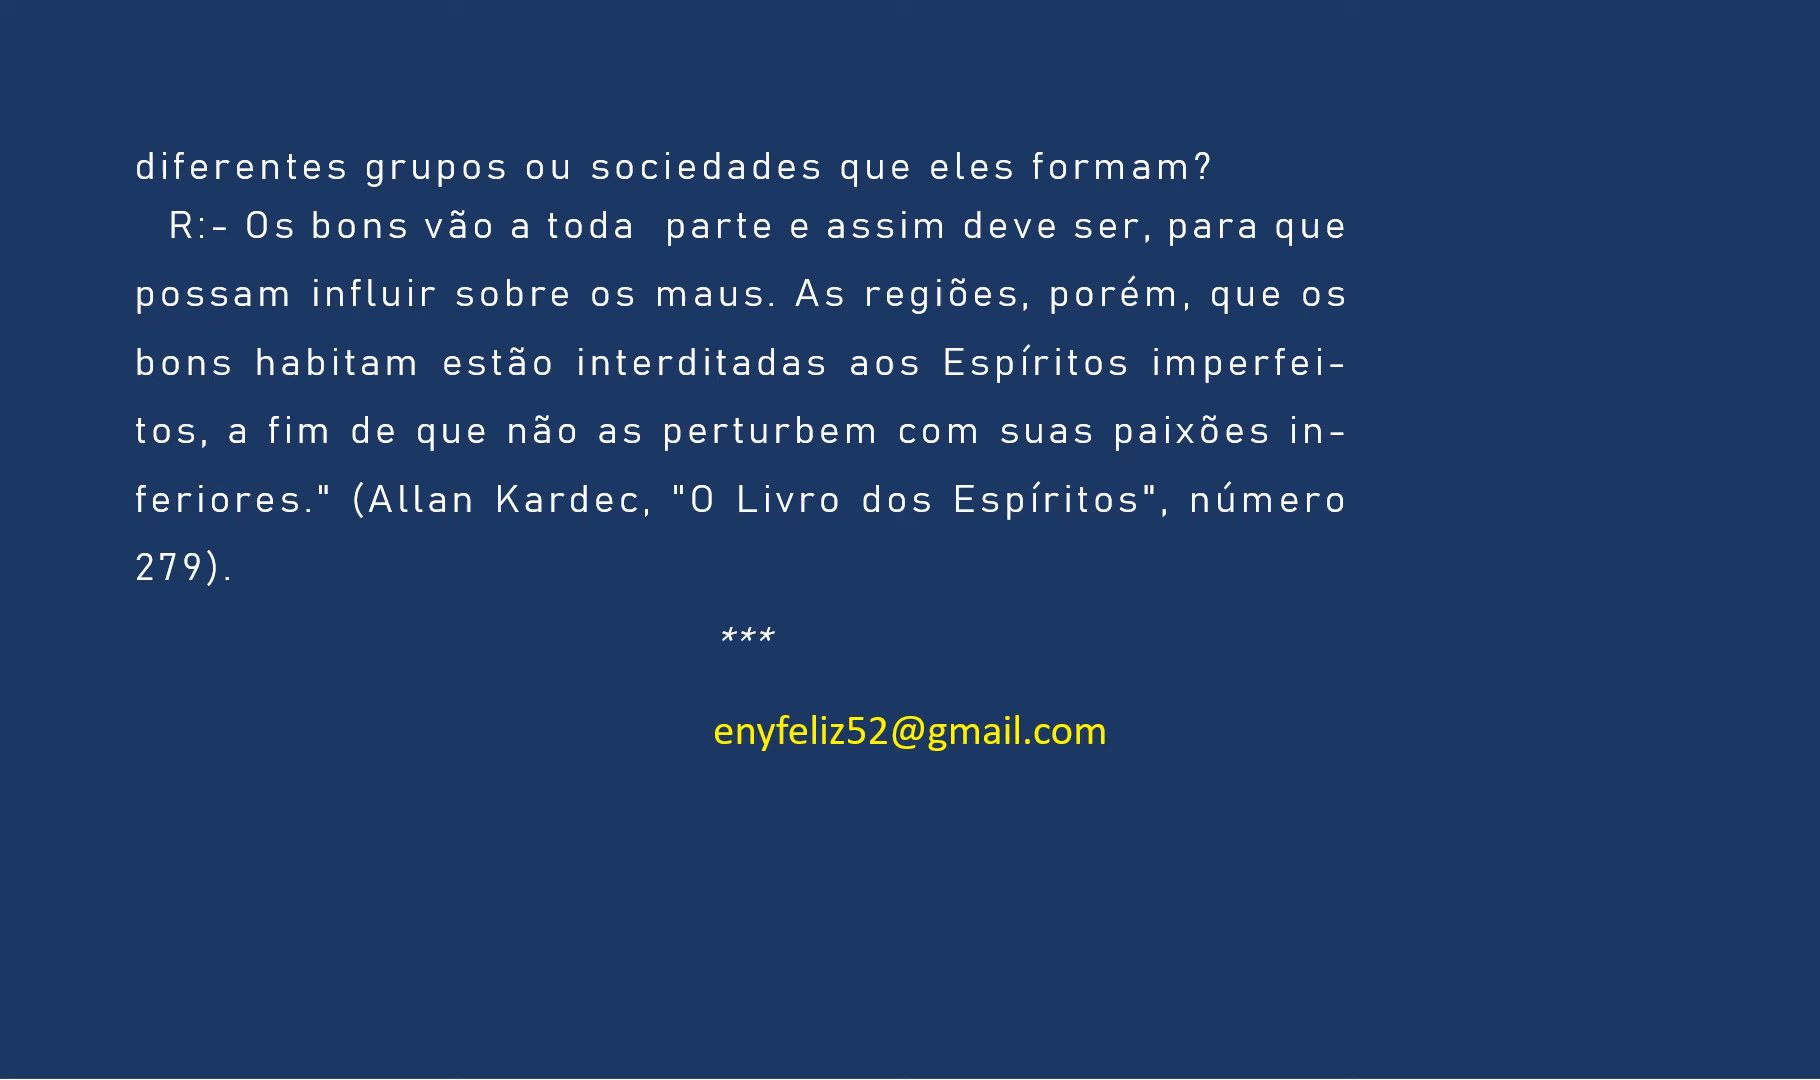 diferentes grupos ou sociedades que eles formam?
R:- Os bons vão a toda  parte e assim deve ser, para que
possam influir sobre os maus. As regiões, porém, que os
bons habitam estão interditadas aos Espíritos imperfei-
tos, a fim de que não as perturbem com suas paixões in-
feriores." (Allan Kardec, "O Livro dos Espíritos", número
279).
***
enyfeliz52@gmail.com